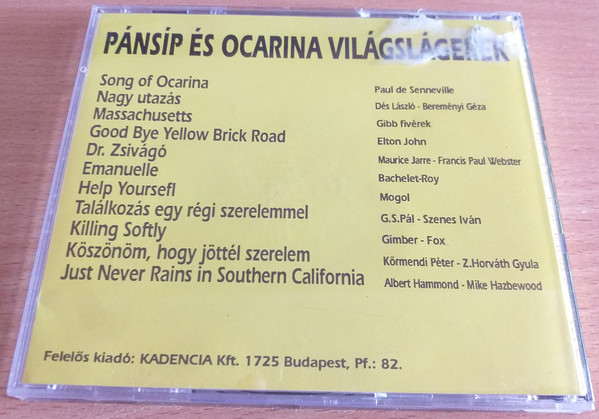 PÁNSÍP ÉS OCARINA VILÁGSLÁGEREK
Song of Ocarina Paul de Senneville
Nagy utazás Dés László - Bereményi Géza
Massachusetts Gibb fivérek
Good Bye Yellow Brick Road Elton John
Dr. Zsivágó Maurice Jarre - Francis Paul Webster
Emanuelle Bachelet-Roy
Help Yoursefl Mogol
Találkozás egy régi szerelemmel G.S.Pál - Szenes Iván
Killing Softly Gimber - Fox
Köszönöm, hogy jöttél szerelem Körmendi Péter - Z.Horváth Gyula
Just Never Rains in Southern California Albert Hammond - Mike Hazbewood
Felelős kiadó: KADENCIA Kft. 1725 Budapest, Pf.: 82.